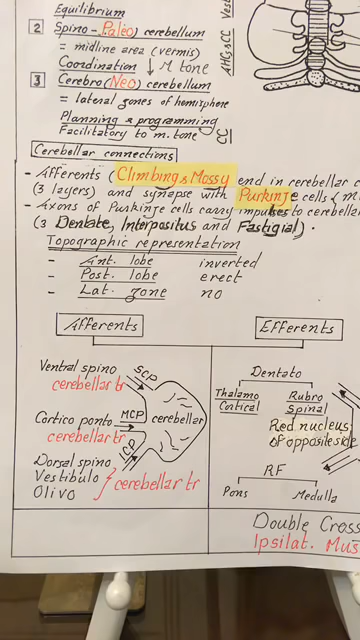 Equilibrium
2 Spino-(Paleo) cerebellum
= midline area (vermis)
Coordination ↓ M tone
3 Cerebro(Neo) cerebellum
= lateral zones of hemisphere
Planning & programming
Facilitatory to m. tone
AHCs SCC
Cerebellar connections
- Afferents (Climbing & Mossy end in cerebellar c
(3 layers) and synapse with Purkinje cells
- Axons of Purkinje cells carry impulses to cerebellar
(3 Dentate, Interpositus and Fastigial).
Topographic representation
- Ant. lobe inverted
- Post. lobe erect
- Lat. zone no
Afferents
Efferents
Ventral spino
cerebellar tr
SCP
Cortico ponto
cerebellar tr
MCP
cerebellar
Dorsal spino
Vestibulo
Olivo
cerebellar tr
ICP
Dentato
Thalamo
Cortical
Rubro
Spinal
Red nucleus
of opposite side
RF
Pons Medulla
Double Cross
Ipsilat. Mus